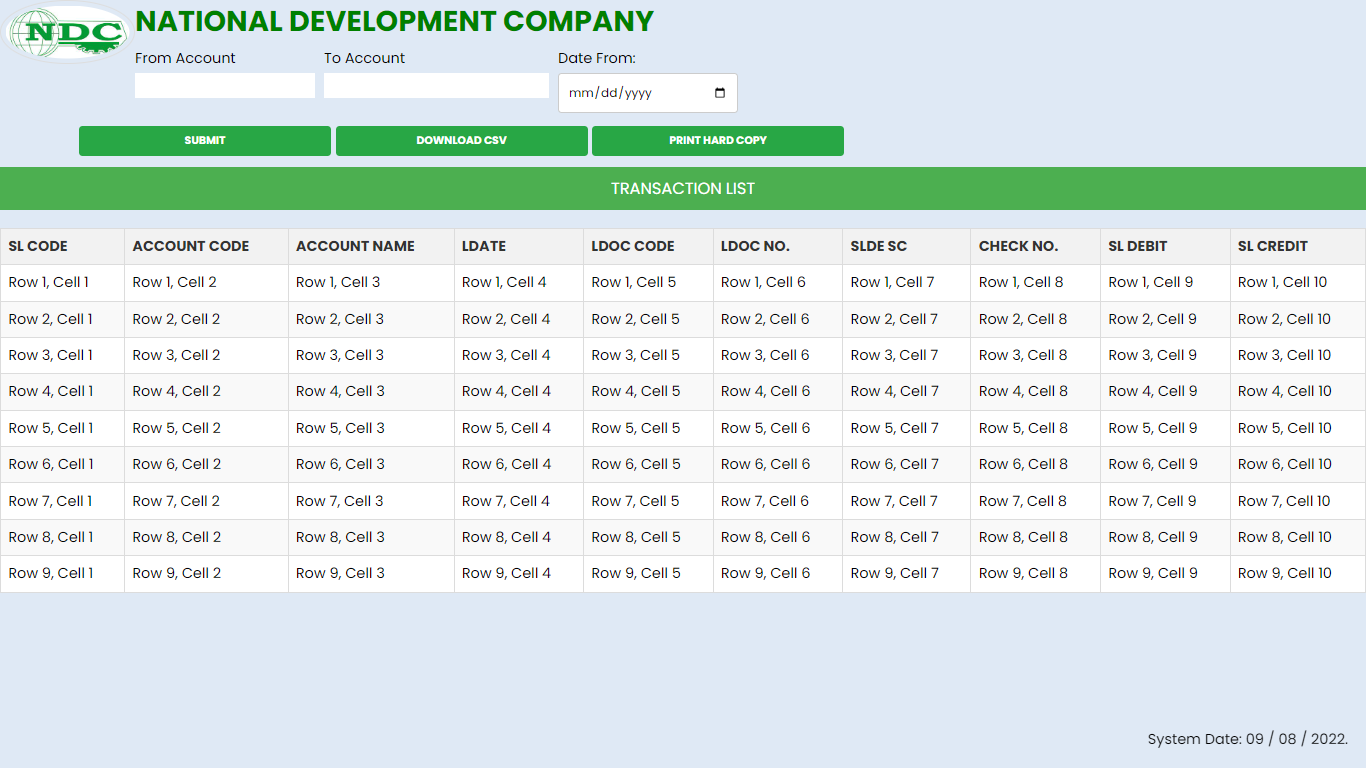 NDC
NATIONAL DEVELOPMENT COMPANY
From Account To Account Date From:
mm/dd/yyyy
SUBMIT DOWNLOAD CSV PRINT HARD COPY
TRANSACTION LIST
SL CODE ACCOUNT CODE ACCOUNT NAME LDATE LDOC CODE LDOC NO. SLDE SC CHECK NO. SL DEBIT SL CREDIT
Row 1, Cell 1 Row 1, Cell 2 Row 1, Cell 3 Row 1, Cell 4 Row 1, Cell 5 Row 1, Cell 6 Row 1, Cell 7 Row 1, Cell 8 Row 1, Cell 9 Row 1, Cell 10
Row 2, Cell 1 Row 2, Cell 2 Row 2, Cell 3 Row 2, Cell 4 Row 2, Cell 5 Row 2, Cell 6 Row 2, Cell 7 Row 2, Cell 8 Row 2, Cell 9 Row 2, Cell 10
Row 3, Cell 1 Row 3, Cell 2 Row 3, Cell 3 Row 3, Cell 4 Row 3, Cell 5 Row 3, Cell 6 Row 3, Cell 7 Row 3, Cell 8 Row 3, Cell 9 Row 3, Cell 10
Row 4, Cell 1 Row 4, Cell 2 Row 4, Cell 3 Row 4, Cell 4 Row 4, Cell 5 Row 4, Cell 6 Row 4, Cell 7 Row 4, Cell 8 Row 4, Cell 9 Row 4, Cell 10
Row 5, Cell 1 Row 5, Cell 2 Row 5, Cell 3 Row 5, Cell 4 Row 5, Cell 5 Row 5, Cell 6 Row 5, Cell 7 Row 5, Cell 8 Row 5, Cell 9 Row 5, Cell 10
Row 6, Cell 1 Row 6, Cell 2 Row 6, Cell 3 Row 6, Cell 4 Row 6, Cell 5 Row 6, Cell 6 Row 6, Cell 7 Row 6, Cell 8 Row 6, Cell 9 Row 6, Cell 10
Row 7, Cell 1 Row 7, Cell 2 Row 7, Cell 3 Row 7, Cell 4 Row 7, Cell 5 Row 7, Cell 6 Row 7, Cell 7 Row 7, Cell 8 Row 7, Cell 9 Row 7, Cell 10
Row 8, Cell 1 Row 8, Cell 2 Row 8, Cell 3 Row 8, Cell 4 Row 8, Cell 5 Row 8, Cell 6 Row 8, Cell 7 Row 8, Cell 8 Row 8, Cell 9 Row 8, Cell 10
Row 9, Cell 1 Row 9, Cell 2 Row 9, Cell 3 Row 9, Cell 4 Row 9, Cell 5 Row 9, Cell 6 Row 9, Cell 7 Row 9, Cell 8 Row 9, Cell 9 Row 9, Cell 10
System Date: 09 / 08 / 2022.